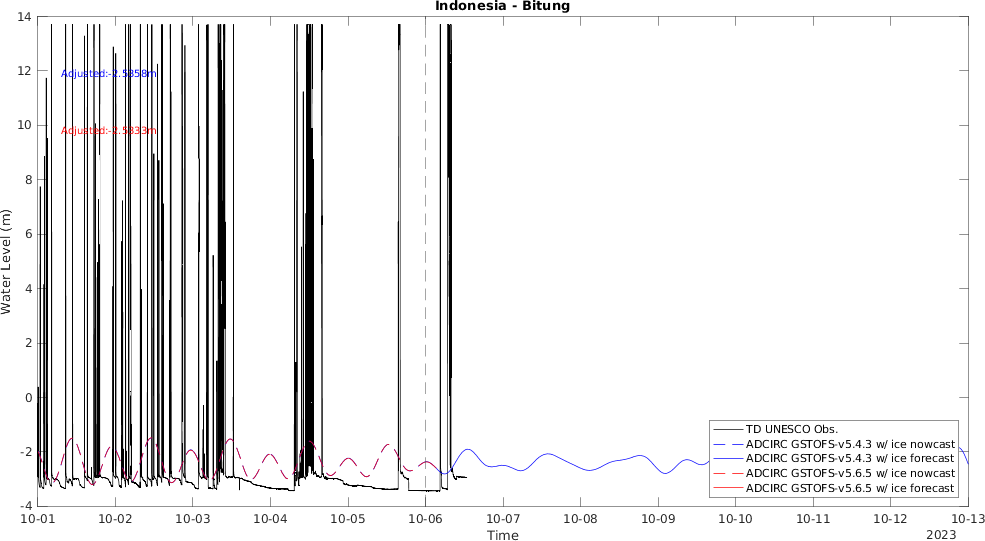 Indonesia - Bitung
14
12
10
8
6
4
2
0
-2
-4
Water Level (m)
Adjusted:-2.5358m
Adjusted:-2.5333m
TD UNESCO Obs.
ADCIRC GSTOFS-v5.4.3 w/ ice nowcast
ADCIRC GSTOFS-v5.4.3 w/ ice forecast
ADCIRC GSTOFS-v5.6.5 w/ ice nowcast
ADCIRC GSTOFS-v5.6.5 w/ ice forecast
10-01 10-02 10-03 10-04 10-05 10-06 10-07 10-08 10-09 10-10 10-11 10-12 10-13
Time
2023